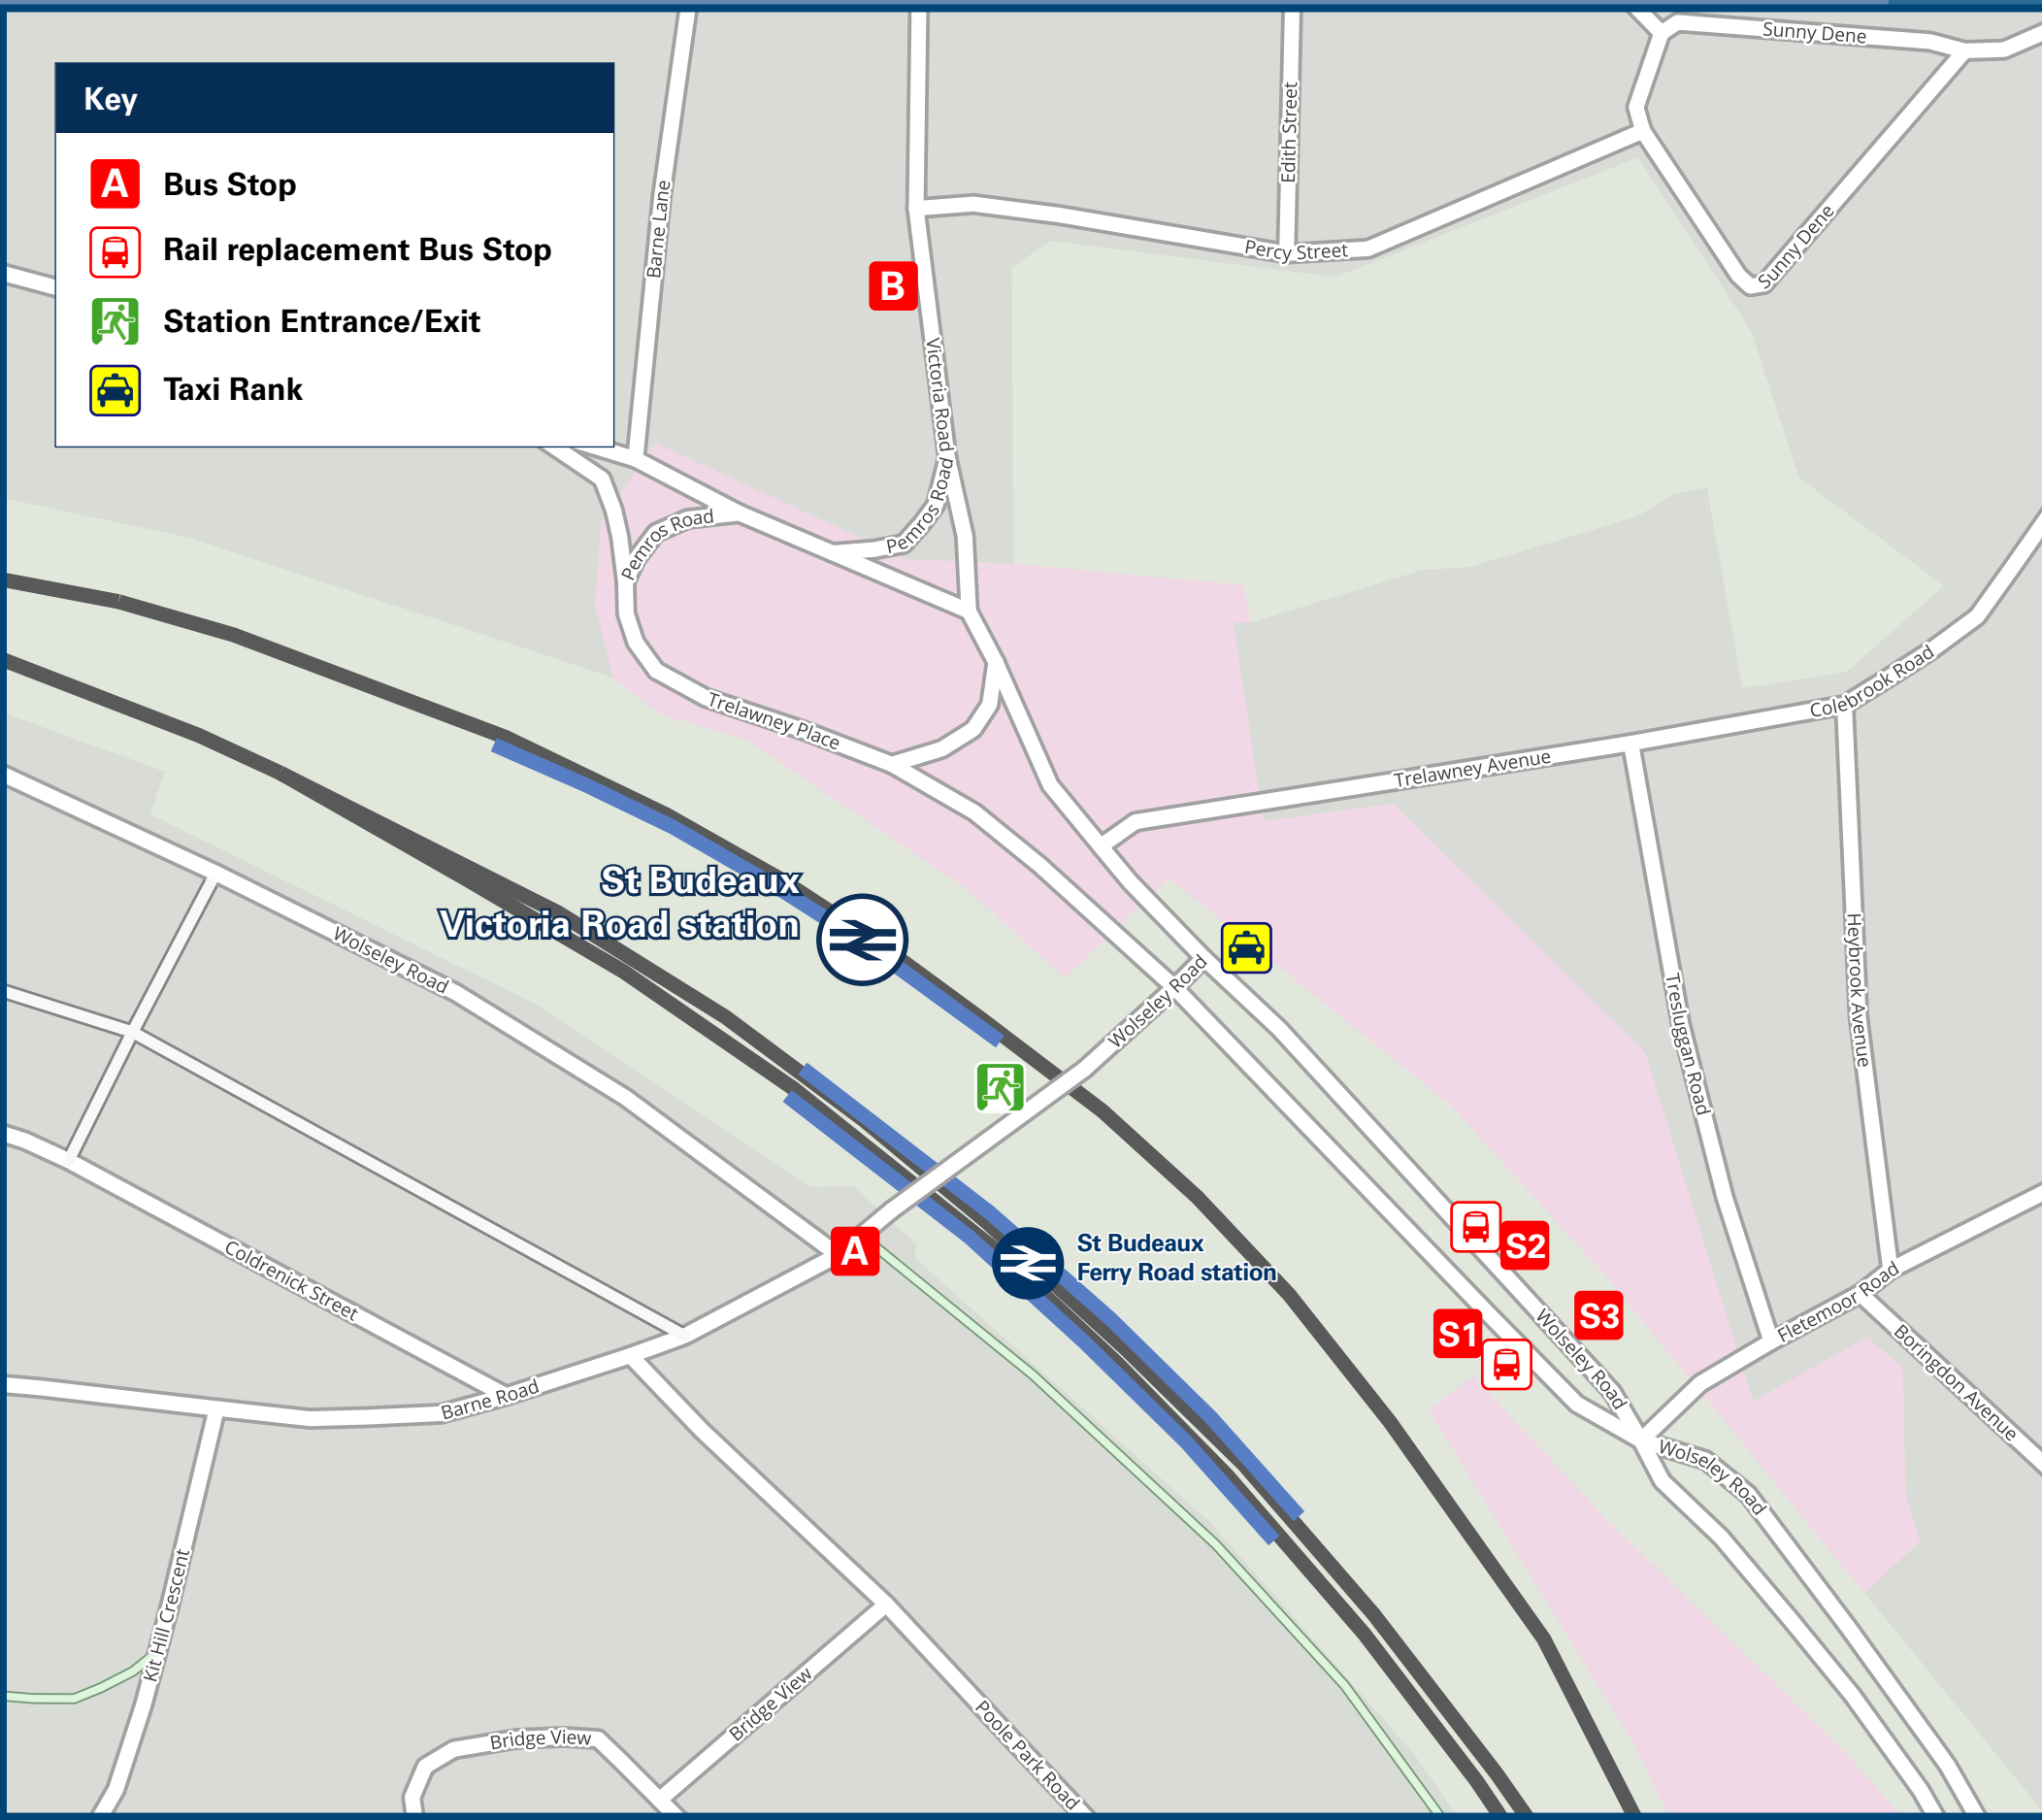 Key
A
Bus Stop
Rail replacement Bus Stop
Station Entrance/Exit
Taxi Rank
Sunny Dene
Edith Street
Barne Lane
Percy Street
Sunny Dene
B
Victoria Road
Pemros Road
Pemros Road
Trelawney Place
Colebrook Road
Trelawney Avenue
St Budeaux
Victoria Road station
Wolseley Road
Wolseley Road
Heybrook Avenue
Tresluggan Road
A
St Budeaux
Ferry Road station
S2
S3
S1
Wolseley Road
Fletemoor Road
Boringdon Avenue
Wolseley Road
Coldrenick Street
Barne Road
Kit Hill Crescent
Bridge View
Bridge View
Poole Park Road